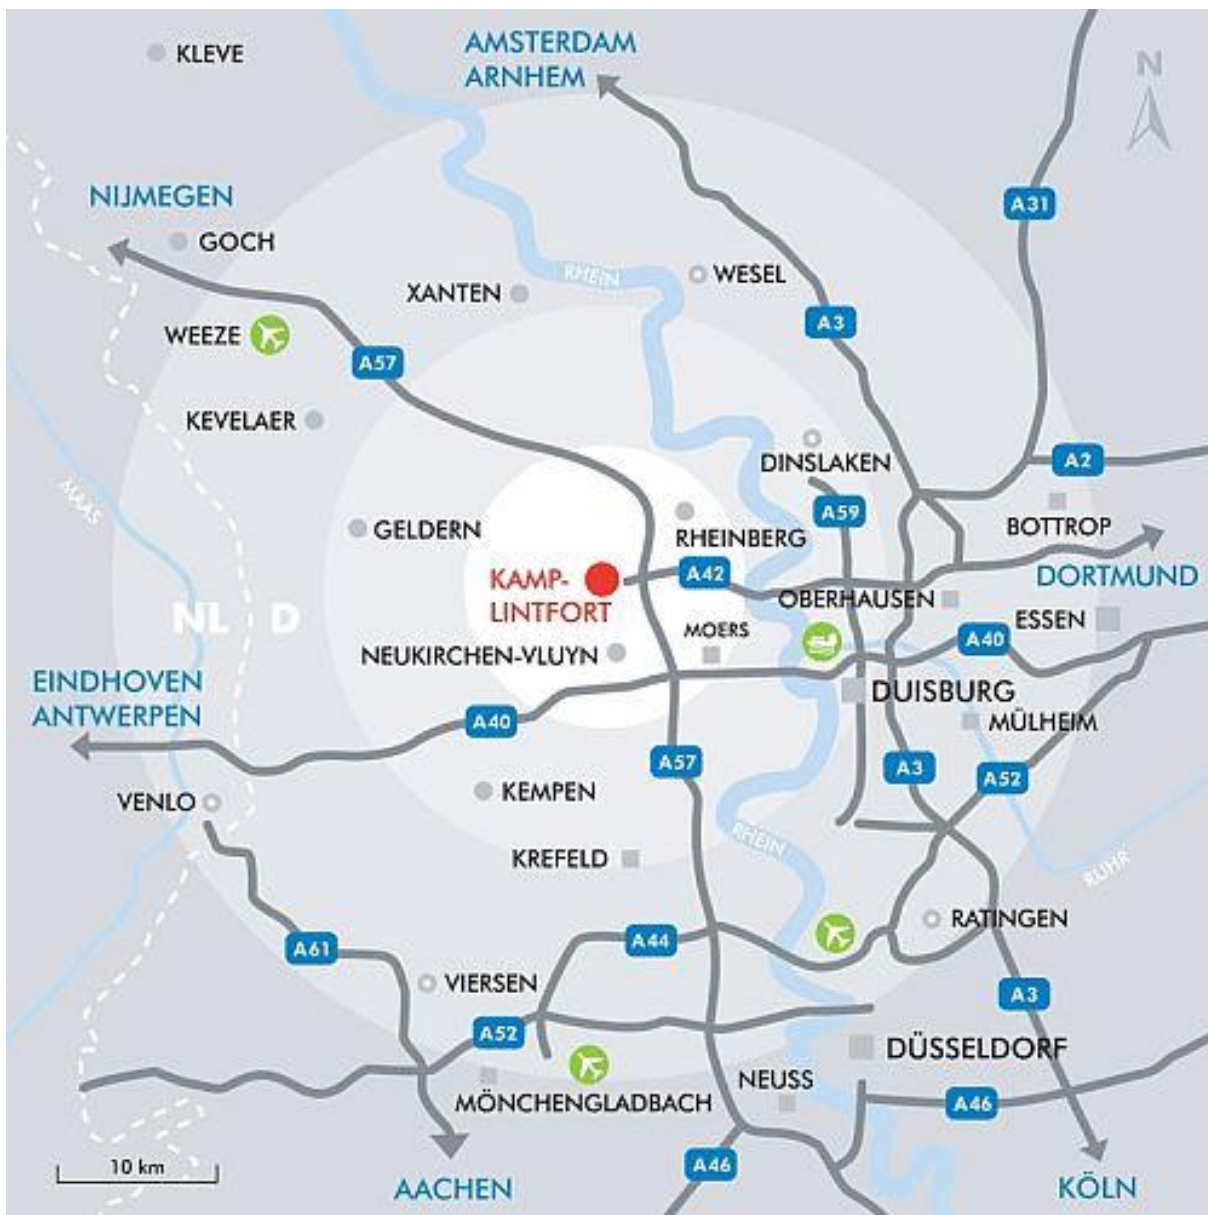 KLEVE
AMSTERDAM
ARNHEM
N
NIJMEGEN
A31
GOCH
RHEIN
WESEL
XANTEN
A3
WEEZE
A57
KEVELAER
DINSLAKEN
A2
MAAS
A59
GELDERN
RHEINBERG
BOTTROP
KAMP-
LINTFORT
A42
DORTMUND
OBERHAUSEN
NL
D
MOERS
ESSEN
A40
NEUKIRCHEN-VLUYN
EINDHOVEN
ANTWERPEN
DUISBURG
A40
MÜLHEIM
A57
A3
A52
VENLO
KEMPEN
RHEIN
KREFELD
RUHR
RATINGEN
A61
A44
VIERSEN
A3
A52
DÜSSELDORF
NEUSS
MÖNCHENGLADBACH
A46
10 km
A46
AACHEN
KÖLN